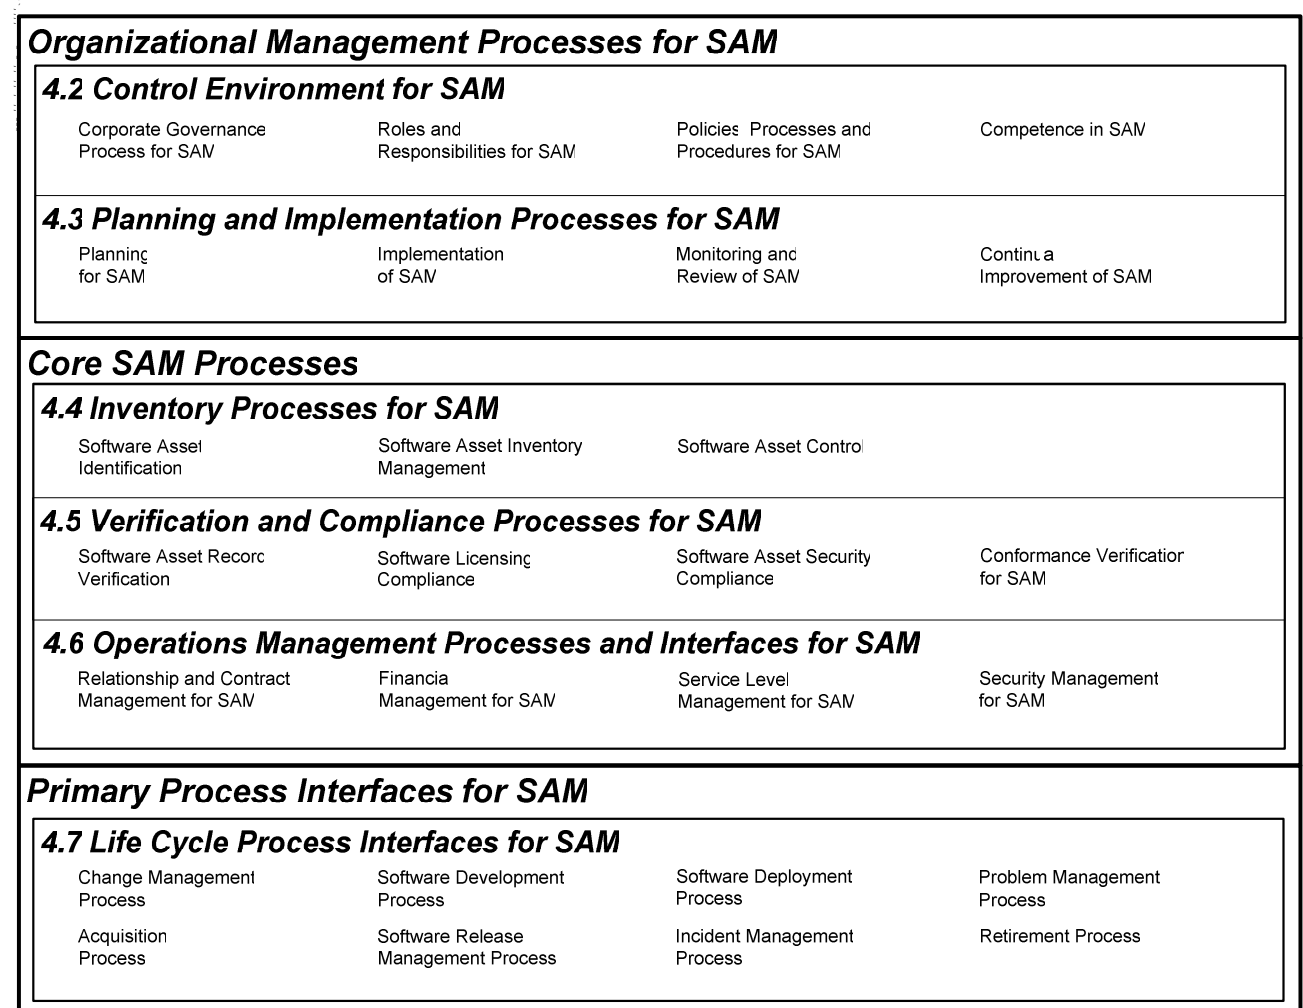 Organizational Management Processes for SAM
4.2 Control Environment for SAM
Corporate Governance
Process for SAM
Roles and
Responsibilities for SAM
Policies Processes and
Procedures for SAM
Competence in SAM
4.3 Planning and Implementation Processes for SAM
Planning
for SAM
Implementation
of SAM
Monitoring and
Review of SAM
Continua
Improvement of SAM
Core SAM Processes
4.4 Inventory Processes for SAM
Software Asset
Identification
Software Asset Inventory
Management
Software Asset Control
4.5 Verification and Compliance Processes for SAM
Software Asset Record
Verification
Software Licensing
Compliance
Software Asset Security
Compliance
Conformance Verification
for SAM
4.6 Operations Management Processes and Interfaces for SAM
Relationship and Contract
Management for SAM
Financia
Management for SAM
Service Level
Management for SAM
Security Management
for SAM
Primary Process Interfaces for SAM
4.7 Life Cycle Process Interfaces for SAM
Change Management
Process
Software Development
Process
Software Deployment
Process
Problem Management
Process
Acquisition
Process
Software Release
Management Process
Incident Management
Process
Retirement Process